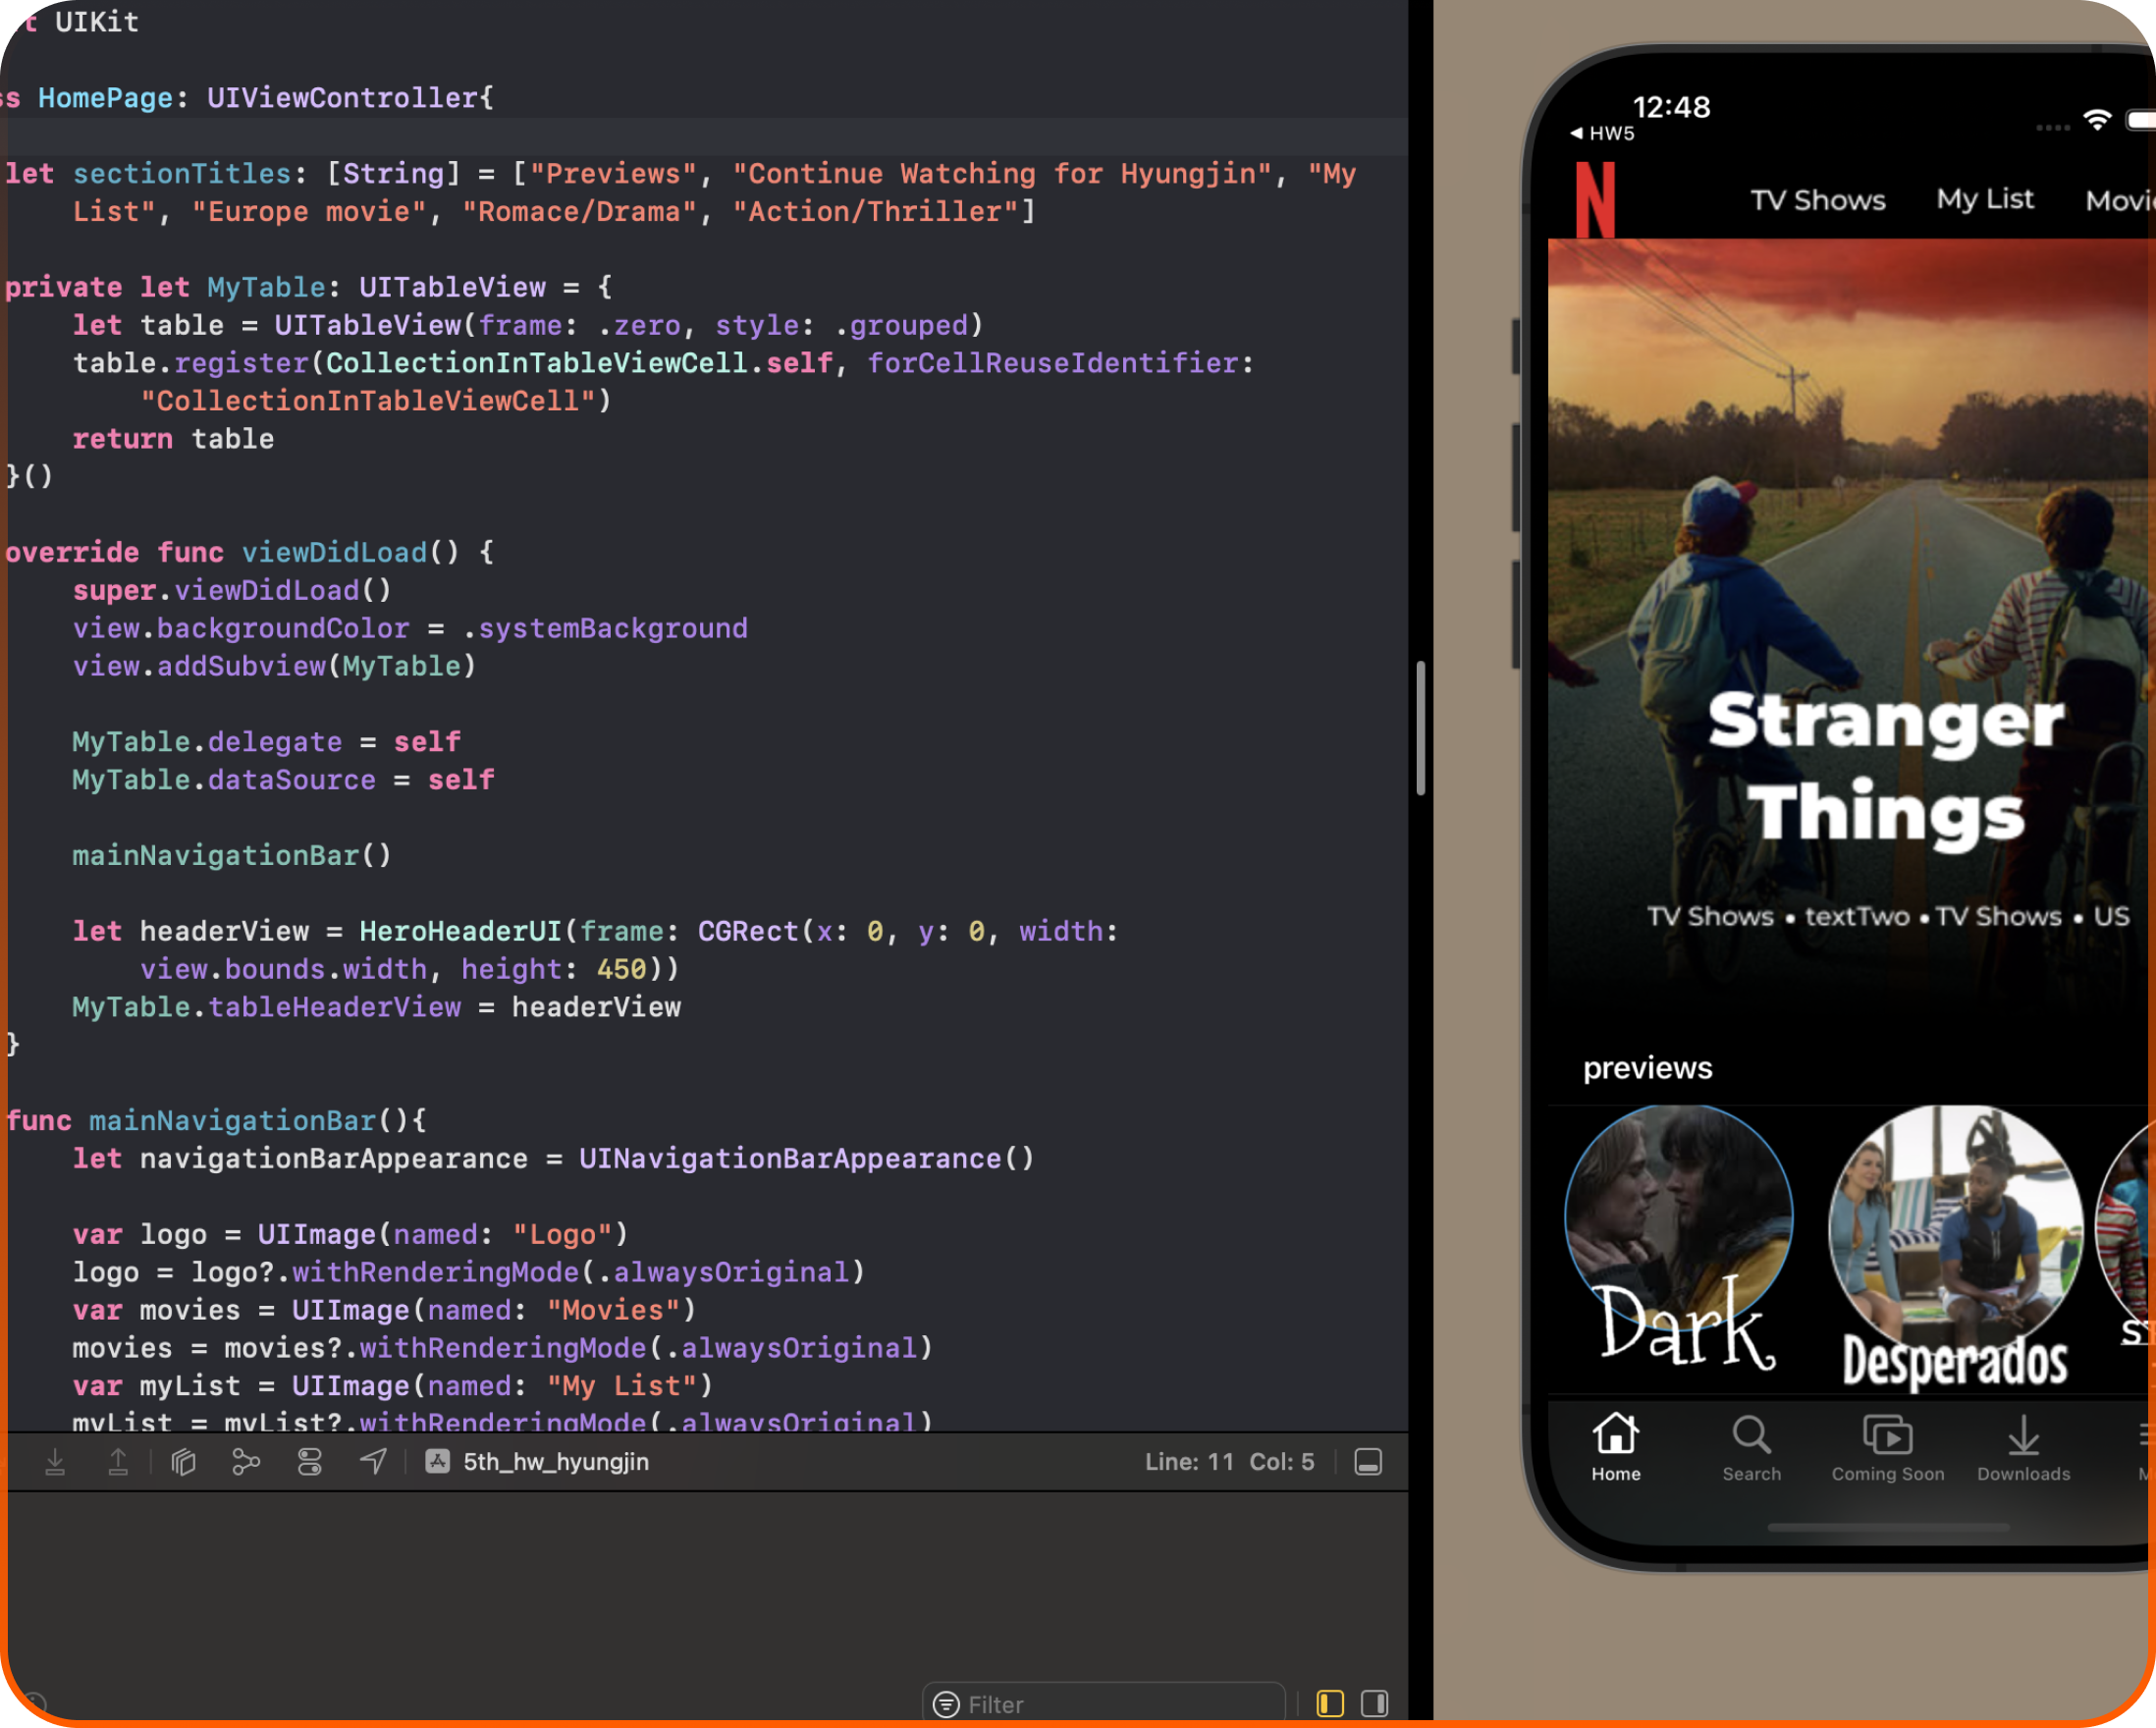 t UIKit
ss HomePage: UIViewController{
let sectionTitles: [String] = ["Previews", "Continue Watching for Hyungjin", "My
List", "Europe movie", "Romace/Drama", "Action/Thriller"]
private let MyTable: UITableView = {
let table = UITableView(frame: .zero, style: .grouped)
table.register(CollectionInTableViewCell.self, forCellReuseIdentifier:
"CollectionInTableViewCell")
return table
}()
override func viewDidLoad() {
super.viewDidLoad()
view.backgroundColor = .systemBackground
view.addSubview(MyTable)
MyTable.delegate = self
MyTable.dataSource = self
mainNavigationBar()
let headerView = HeroHeaderUI(frame: CGRect(x: 0, y: 0, width:
view.bounds.width, height: 450))
MyTable.tableHeaderView = headerView
}
func mainNavigationBar(){
let navigationBarAppearance = UINavigationBarAppearance()
var logo = UIImage(named: "Logo")
logo = logo?.withRenderingMode(.alwaysOriginal)
var movies = UIImage(named: "Movies")
movies = movies?.withRenderingMode(.alwaysOriginal)
var myList = UIImage(named: "My List")
myList = myList?.withRenderingMode(.alwaysOriginal)
5th_hw_hyungjin
Line: 11 Col: 5
Filter
12:48
◀ HW5
N
TV Shows My List Movi
Stranger
Things
TV Shows • textTwo • TV Shows • US
previews
Dark
Desperados
ST
Home Search Coming Soon Downloads M